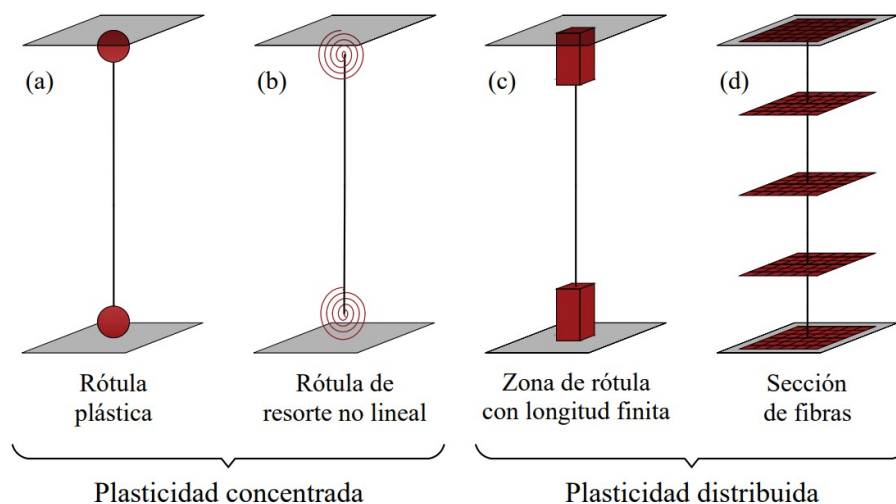 (a)
(b)
(c)
(d)
Rótula
plástica
Rótula de
resorte no lineal
Zona de rótula
con longitud finita
Sección
de fibras
Plasticidad concentrada
Plasticidad distribuida